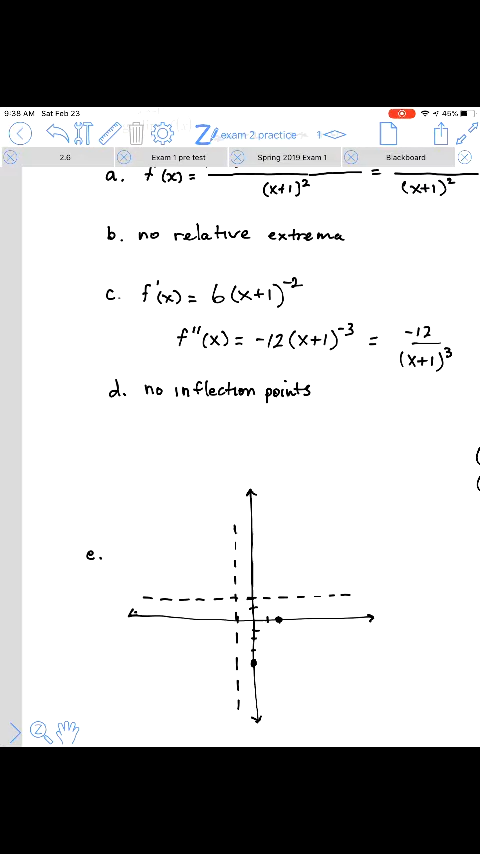 9:38 AM Sat Feb 23 46%
exam 2 practice 1
2.6 Exam 1 pre test Spring 2019 Exam 1 Blackboard
a. f'(x) = (x+1)² = (x+1)²
b. no relative extrema
c. f'(x) = 6(x+1)⁻²
f''(x) = -12(x+1)⁻³ = -12/(x+1)³
d. no inflection points
e.